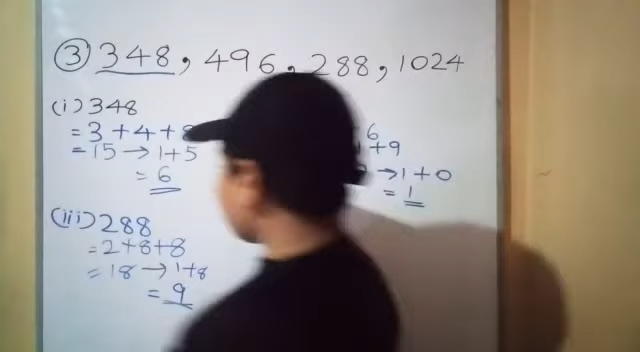 ③ 348, 496, 288, 1024
(i) 348
= 3 + 4 + 8
= 15 → 1+5
= 6
6
+ 9
→ 1 + 0
= 1
(iii) 288
= 2+8+8
= 18 → 1+8
= 9